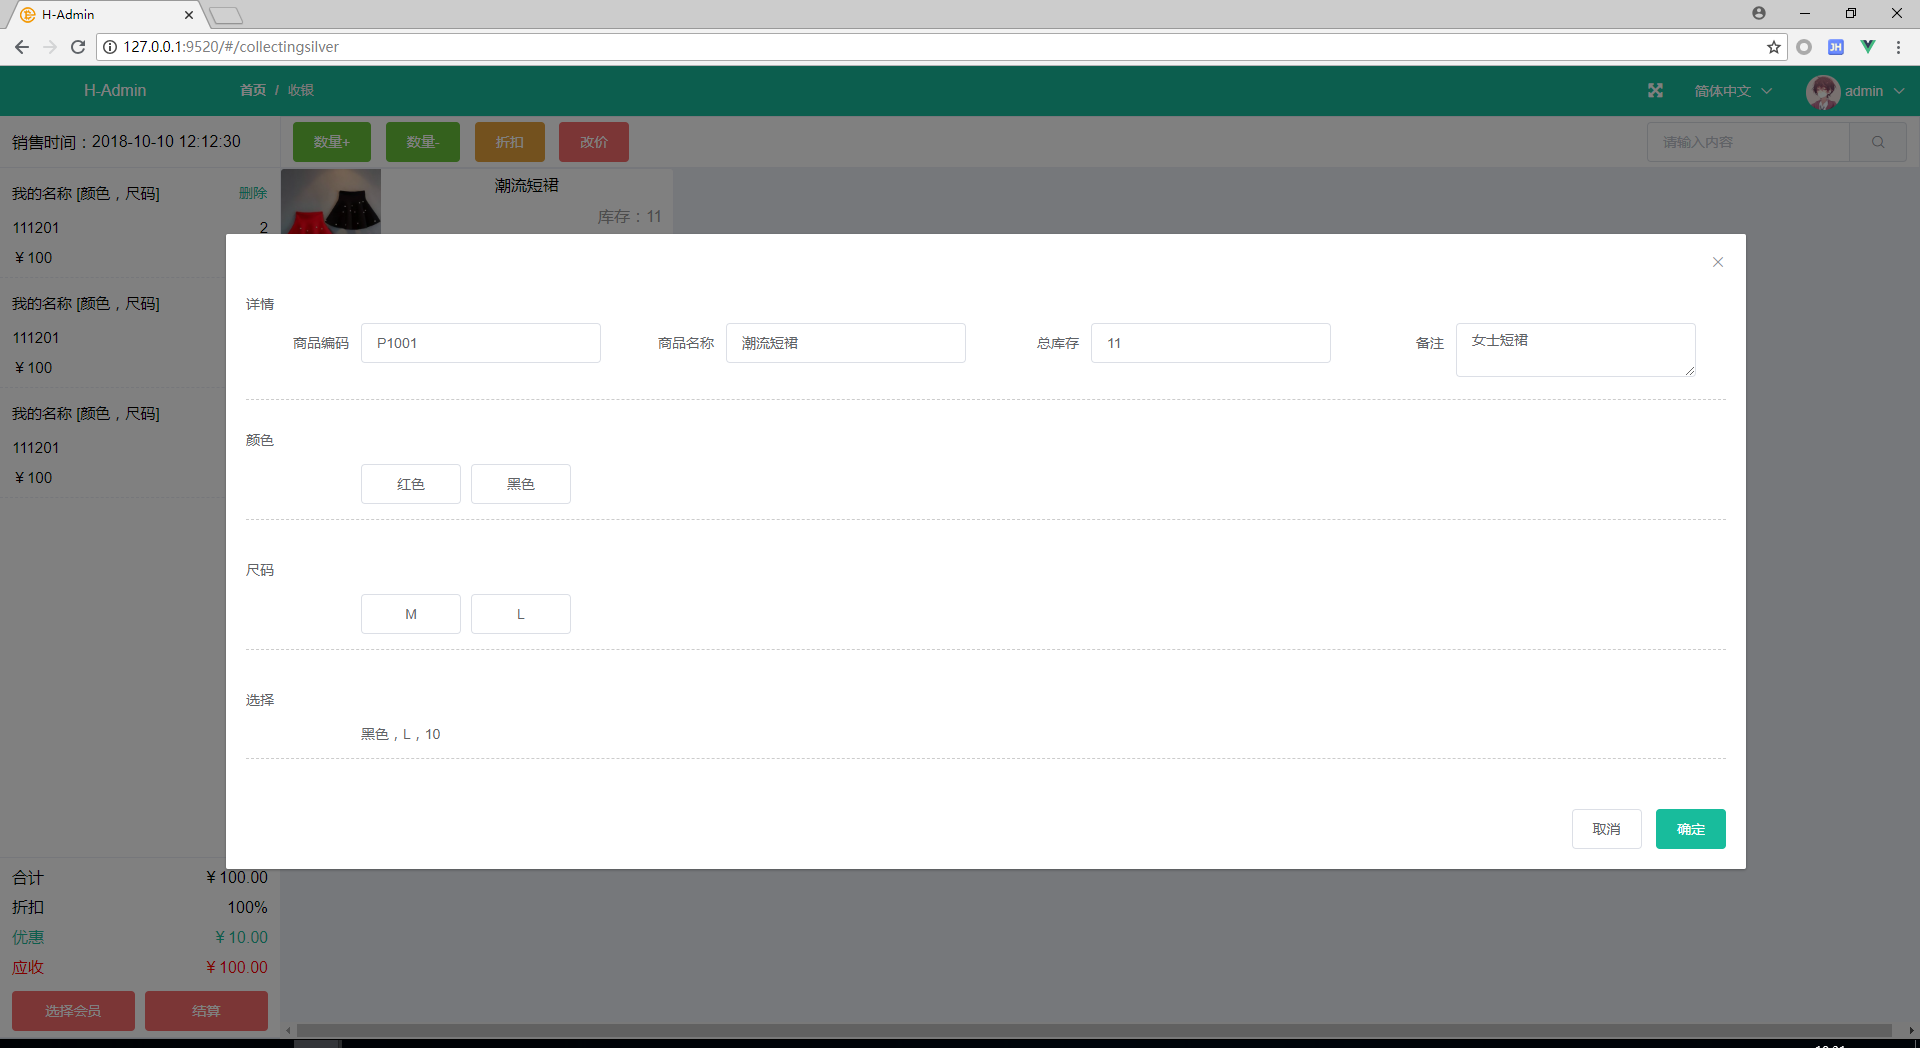 H-Admin
127.0.0.1:9520/#/collectingsilver
JH
H-Admin
首页 / 收银
简体中文
admin
销售时间：2018-10-10 12:12:30
数量+
数量-
折扣
改价
请输入内容
我的名称 [颜色，尺码]
删除
111201
2
￥100
潮流短裙
库存：11
我的名称 [颜色，尺码]
111201
￥100
我的名称 [颜色，尺码]
111201
￥100
详情
商品编码 P1001
商品名称 潮流短裙
总库存 11
备注 女士短裙
颜色
红色
黑色
尺码
M
L
选择
黑色，L，10
取消
确定
合计 ￥100.00
折扣 100%
优惠 ￥10.00
应收 ￥100.00
选择会员
结算